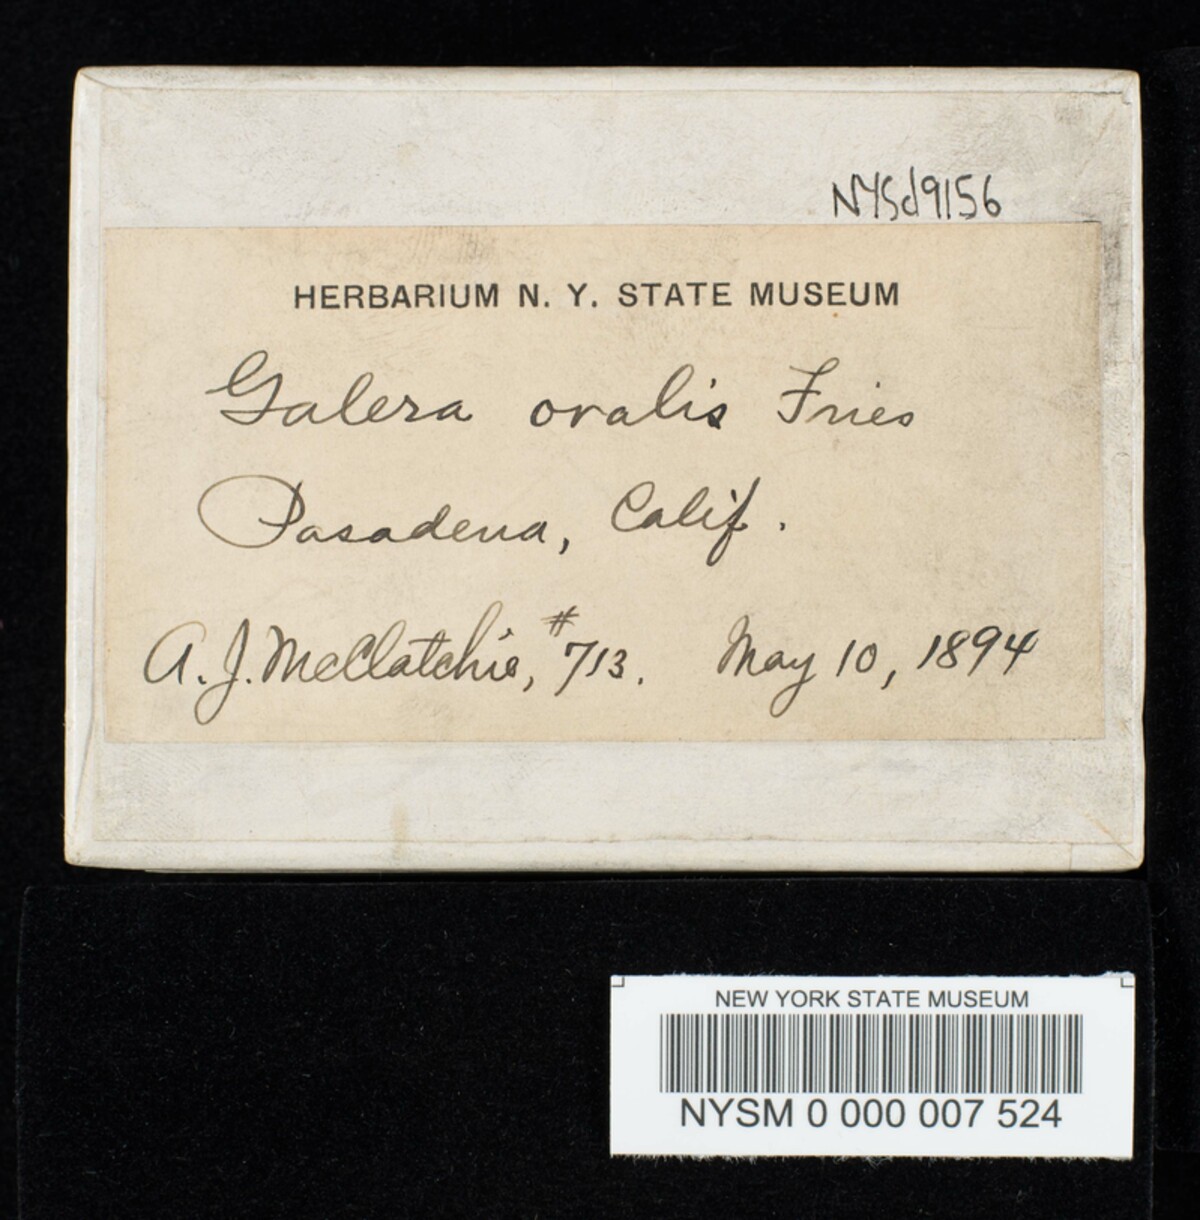 NYSd9156
HERBARIUM N. Y. STATE MUSEUM
Galera ovalis Fries
Pasadena, Calif.
A. J. McClatchie, #713. May 10, 1894
NEW YORK STATE MUSEUM
NYSM 0 000 007 524